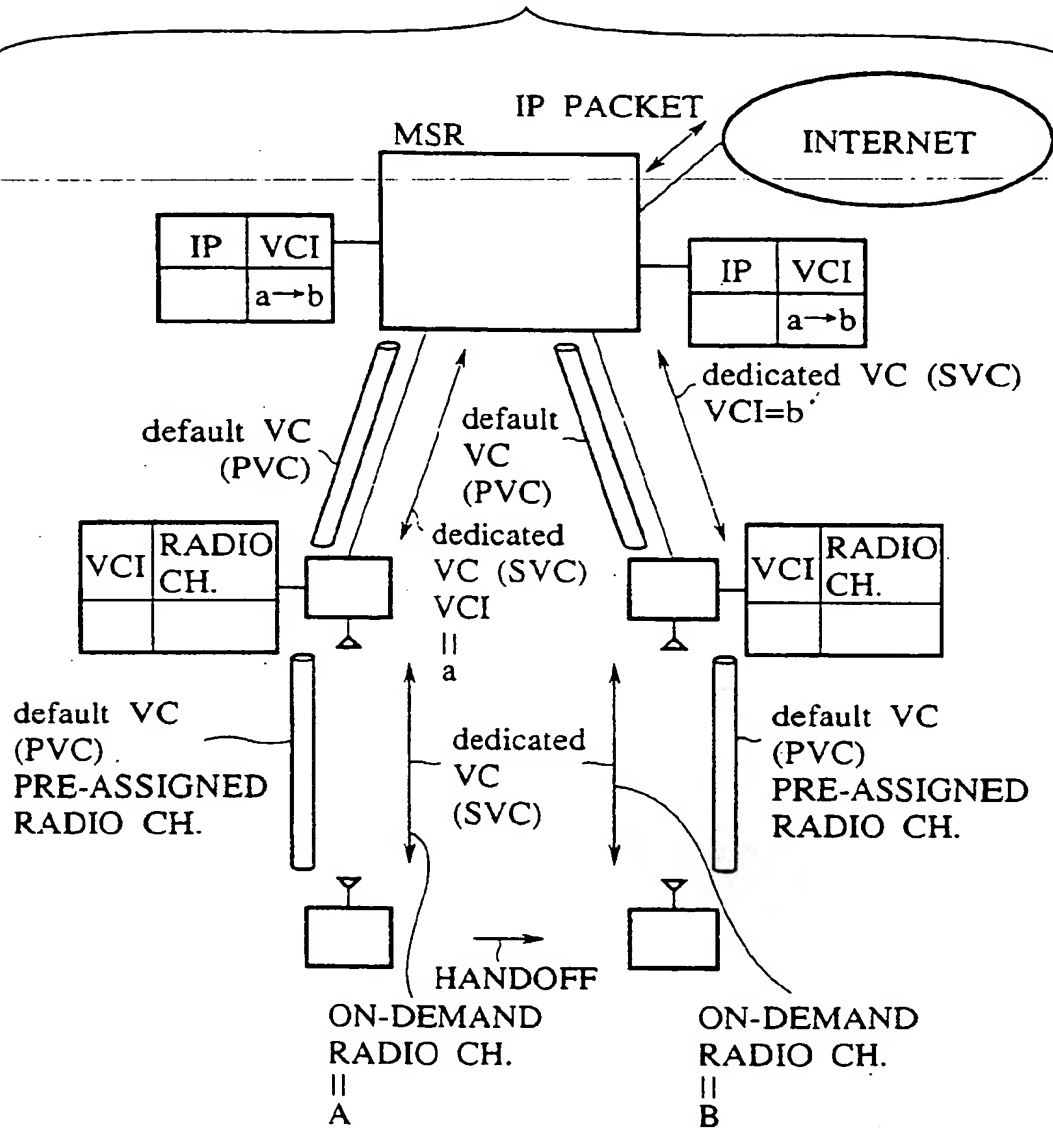 IP PACKET
MSR
INTERNET
IP VCI
a→b
IP VCI
a→b
dedicated VC (SVC)
VCI=b
default VC
(PVC)
default
VC
(PVC)
dedicated
VC (SVC)
VCI
||
a
VCI RADIO
CH.
VCI RADIO
CH.
default VC
(PVC)
PRE-ASSIGNED
RADIO CH.
dedicated
VC
(SVC)
default VC
(PVC)
PRE-ASSIGNED
RADIO CH.
HANDOFF
ON-DEMAND
RADIO CH.
||
A
ON-DEMAND
RADIO CH.
||
B